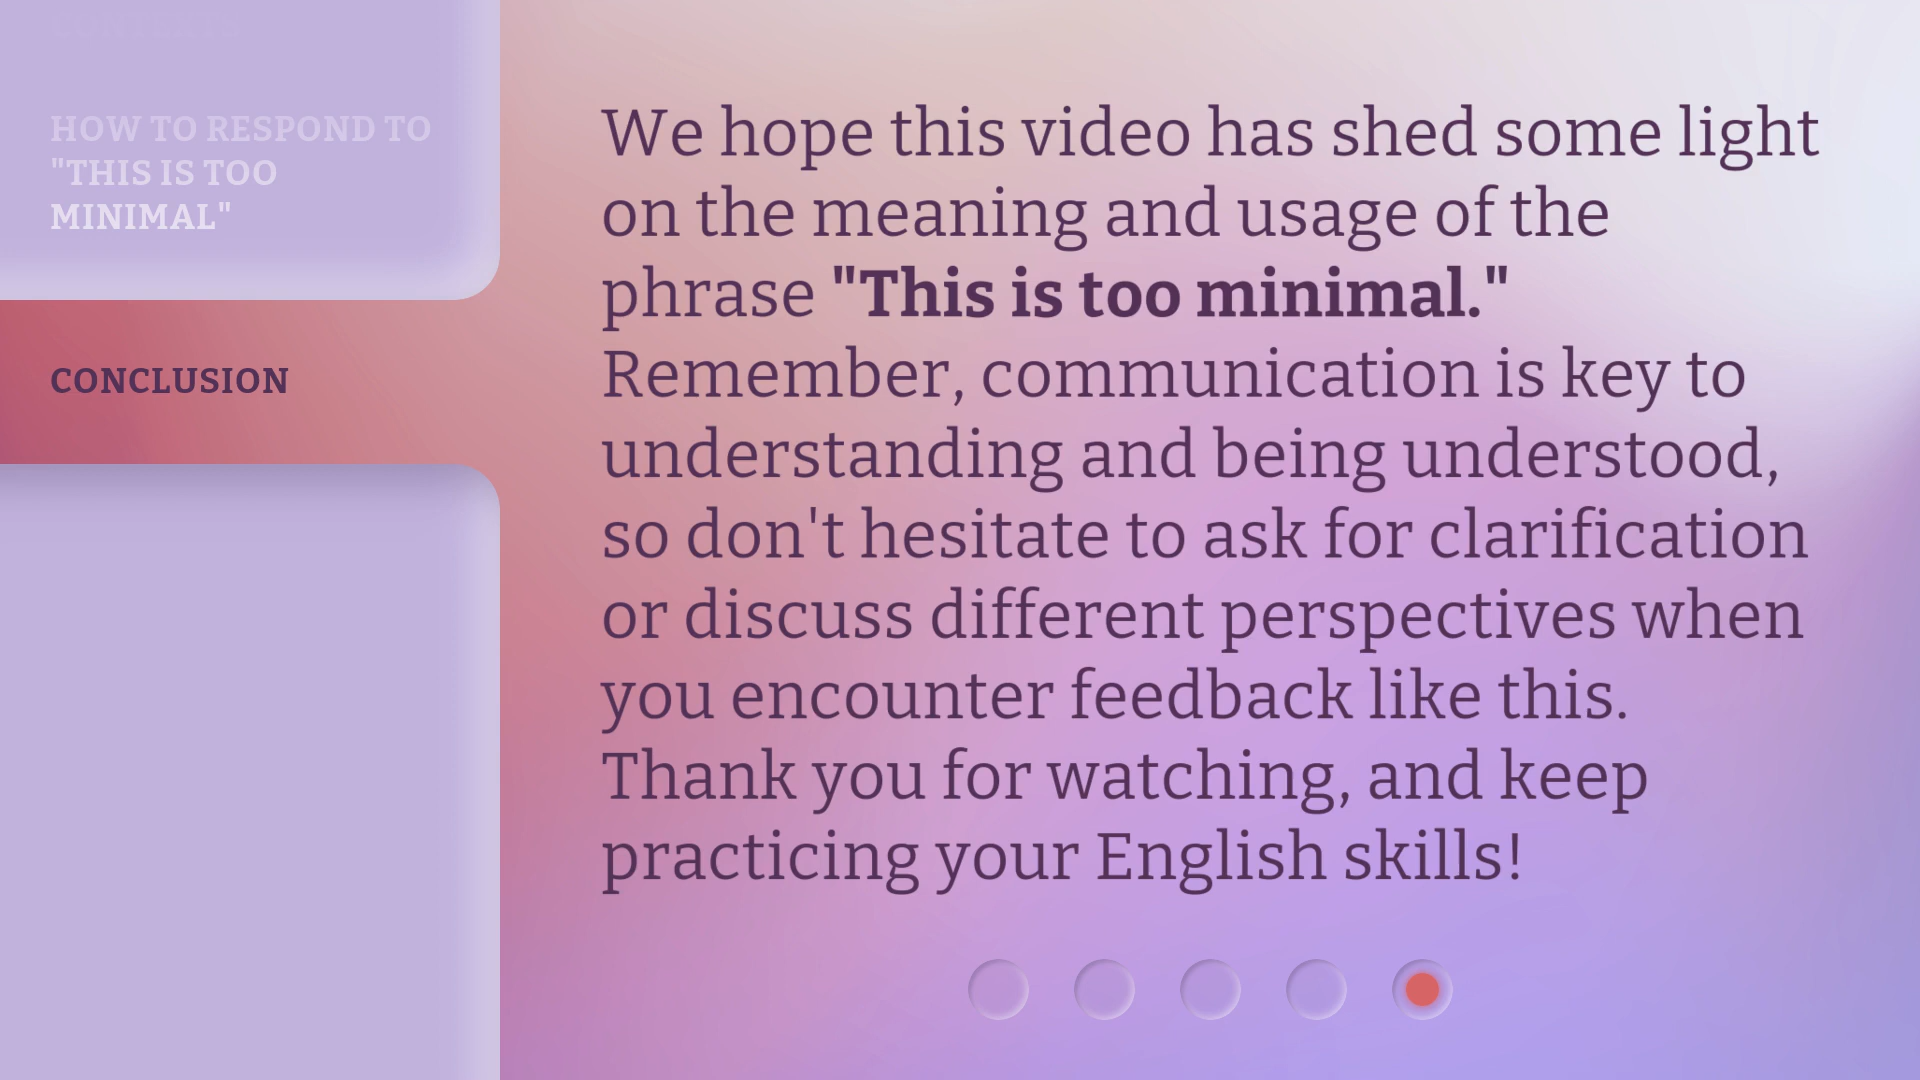 CONTEXTS
HOW TO RESPOND TO
"THIS IS TOO
MINIMAL"
CONCLUSION
We hope this video has shed some light
on the meaning and usage of the
phrase "This is too minimal."
Remember, communication is key to
understanding and being understood,
so don't hesitate to ask for clarification
or discuss different perspectives when
you encounter feedback like this.
Thank you for watching, and keep
practicing your English skills!